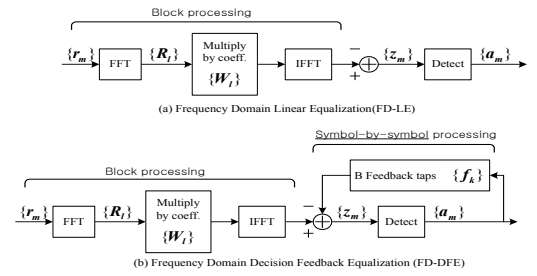 Block processing
{r_m}
FFT
{R_l}
Multiply
by coeff.
{W_l}
IFFT
−
+
{z_m}
Detect
{a_m}
(a) Frequency Domain Linear Equalization(FD-LE)
Symbol-by-symbol processing
Block processing
B Feedback taps {f_k}
{r_m}
FFT
{R_l}
Multiply
by coeff.
{W_l}
IFFT
−
+
{z_m}
Detect
{a_m}
(b) Frequency Domain Decision Feedback Equalization (FD-DFE)